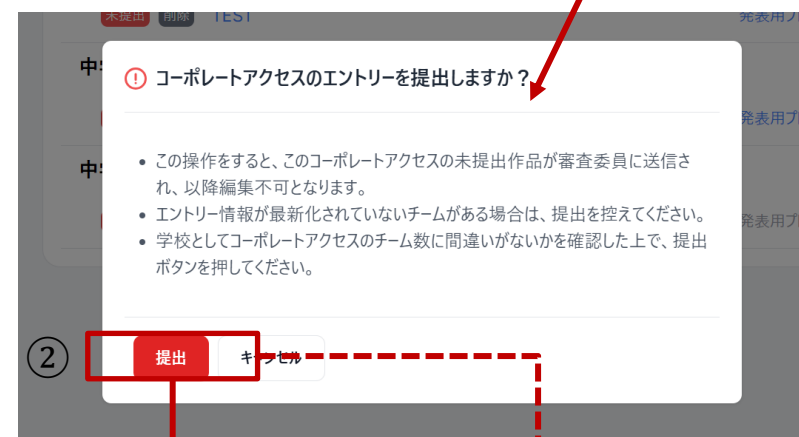 未提出 削除 TEST 発表用プ
中
コーポレートアクセスのエントリーを提出しますか？
発表用プ
• この操作をすると、このコーポレートアクセスの未提出作品が審査委員に送信さ
れ、以降編集不可となります。
• エントリー情報が最新化されていないチームがある場合は、提出を控えてください。
中
• 学校としてコーポレートアクセスのチーム数に間違いがないかを確認した上で、提出
ボタンを押してください。
発表用プ
② 提出 キャンセル